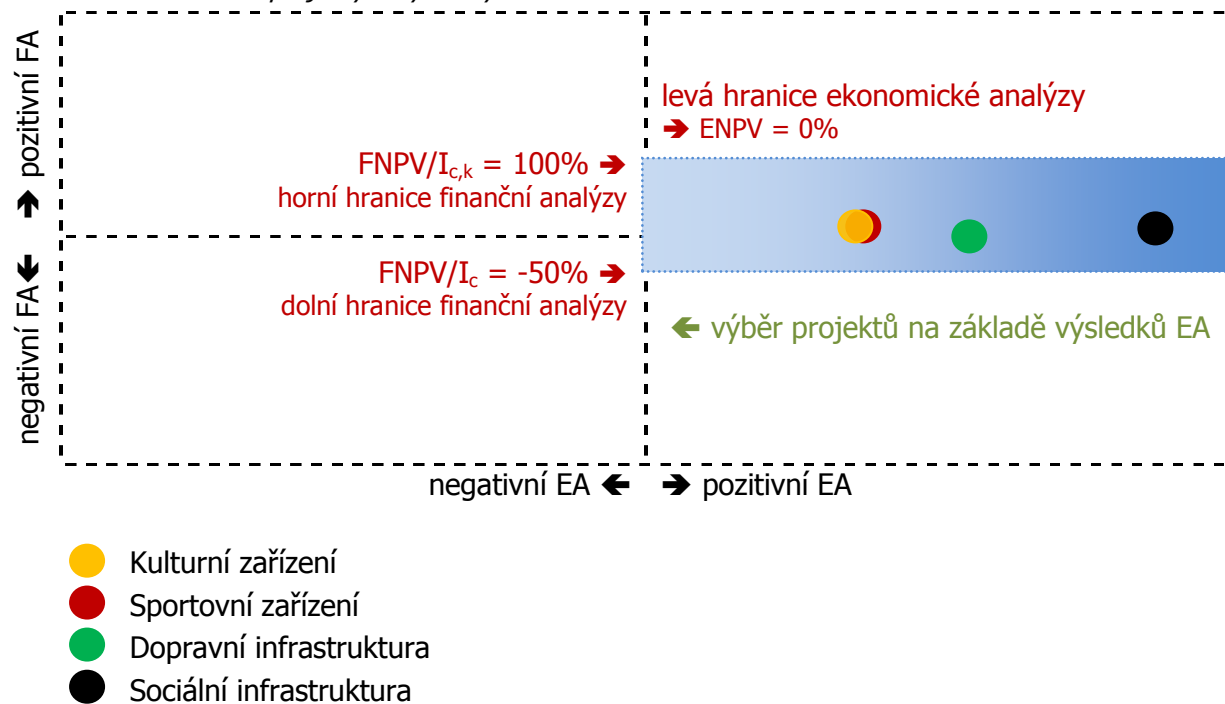 levá hranice ekonomické analýzy
➔ ENPV = 0%
FNPV/Ic,k = 100% ➔
horní hranice finanční analýzy
FNPV/Ic = -50% ➔
dolní hranice finanční analýzy
🡸 výběr projektů na základě výsledků EA
➔ pozitivní FA
negativní FA 🡸
negativní EA 🡸 ➔ pozitivní EA
Kulturní zařízení
Sportovní zařízení
Dopravní infrastruktura
Sociální infrastruktura